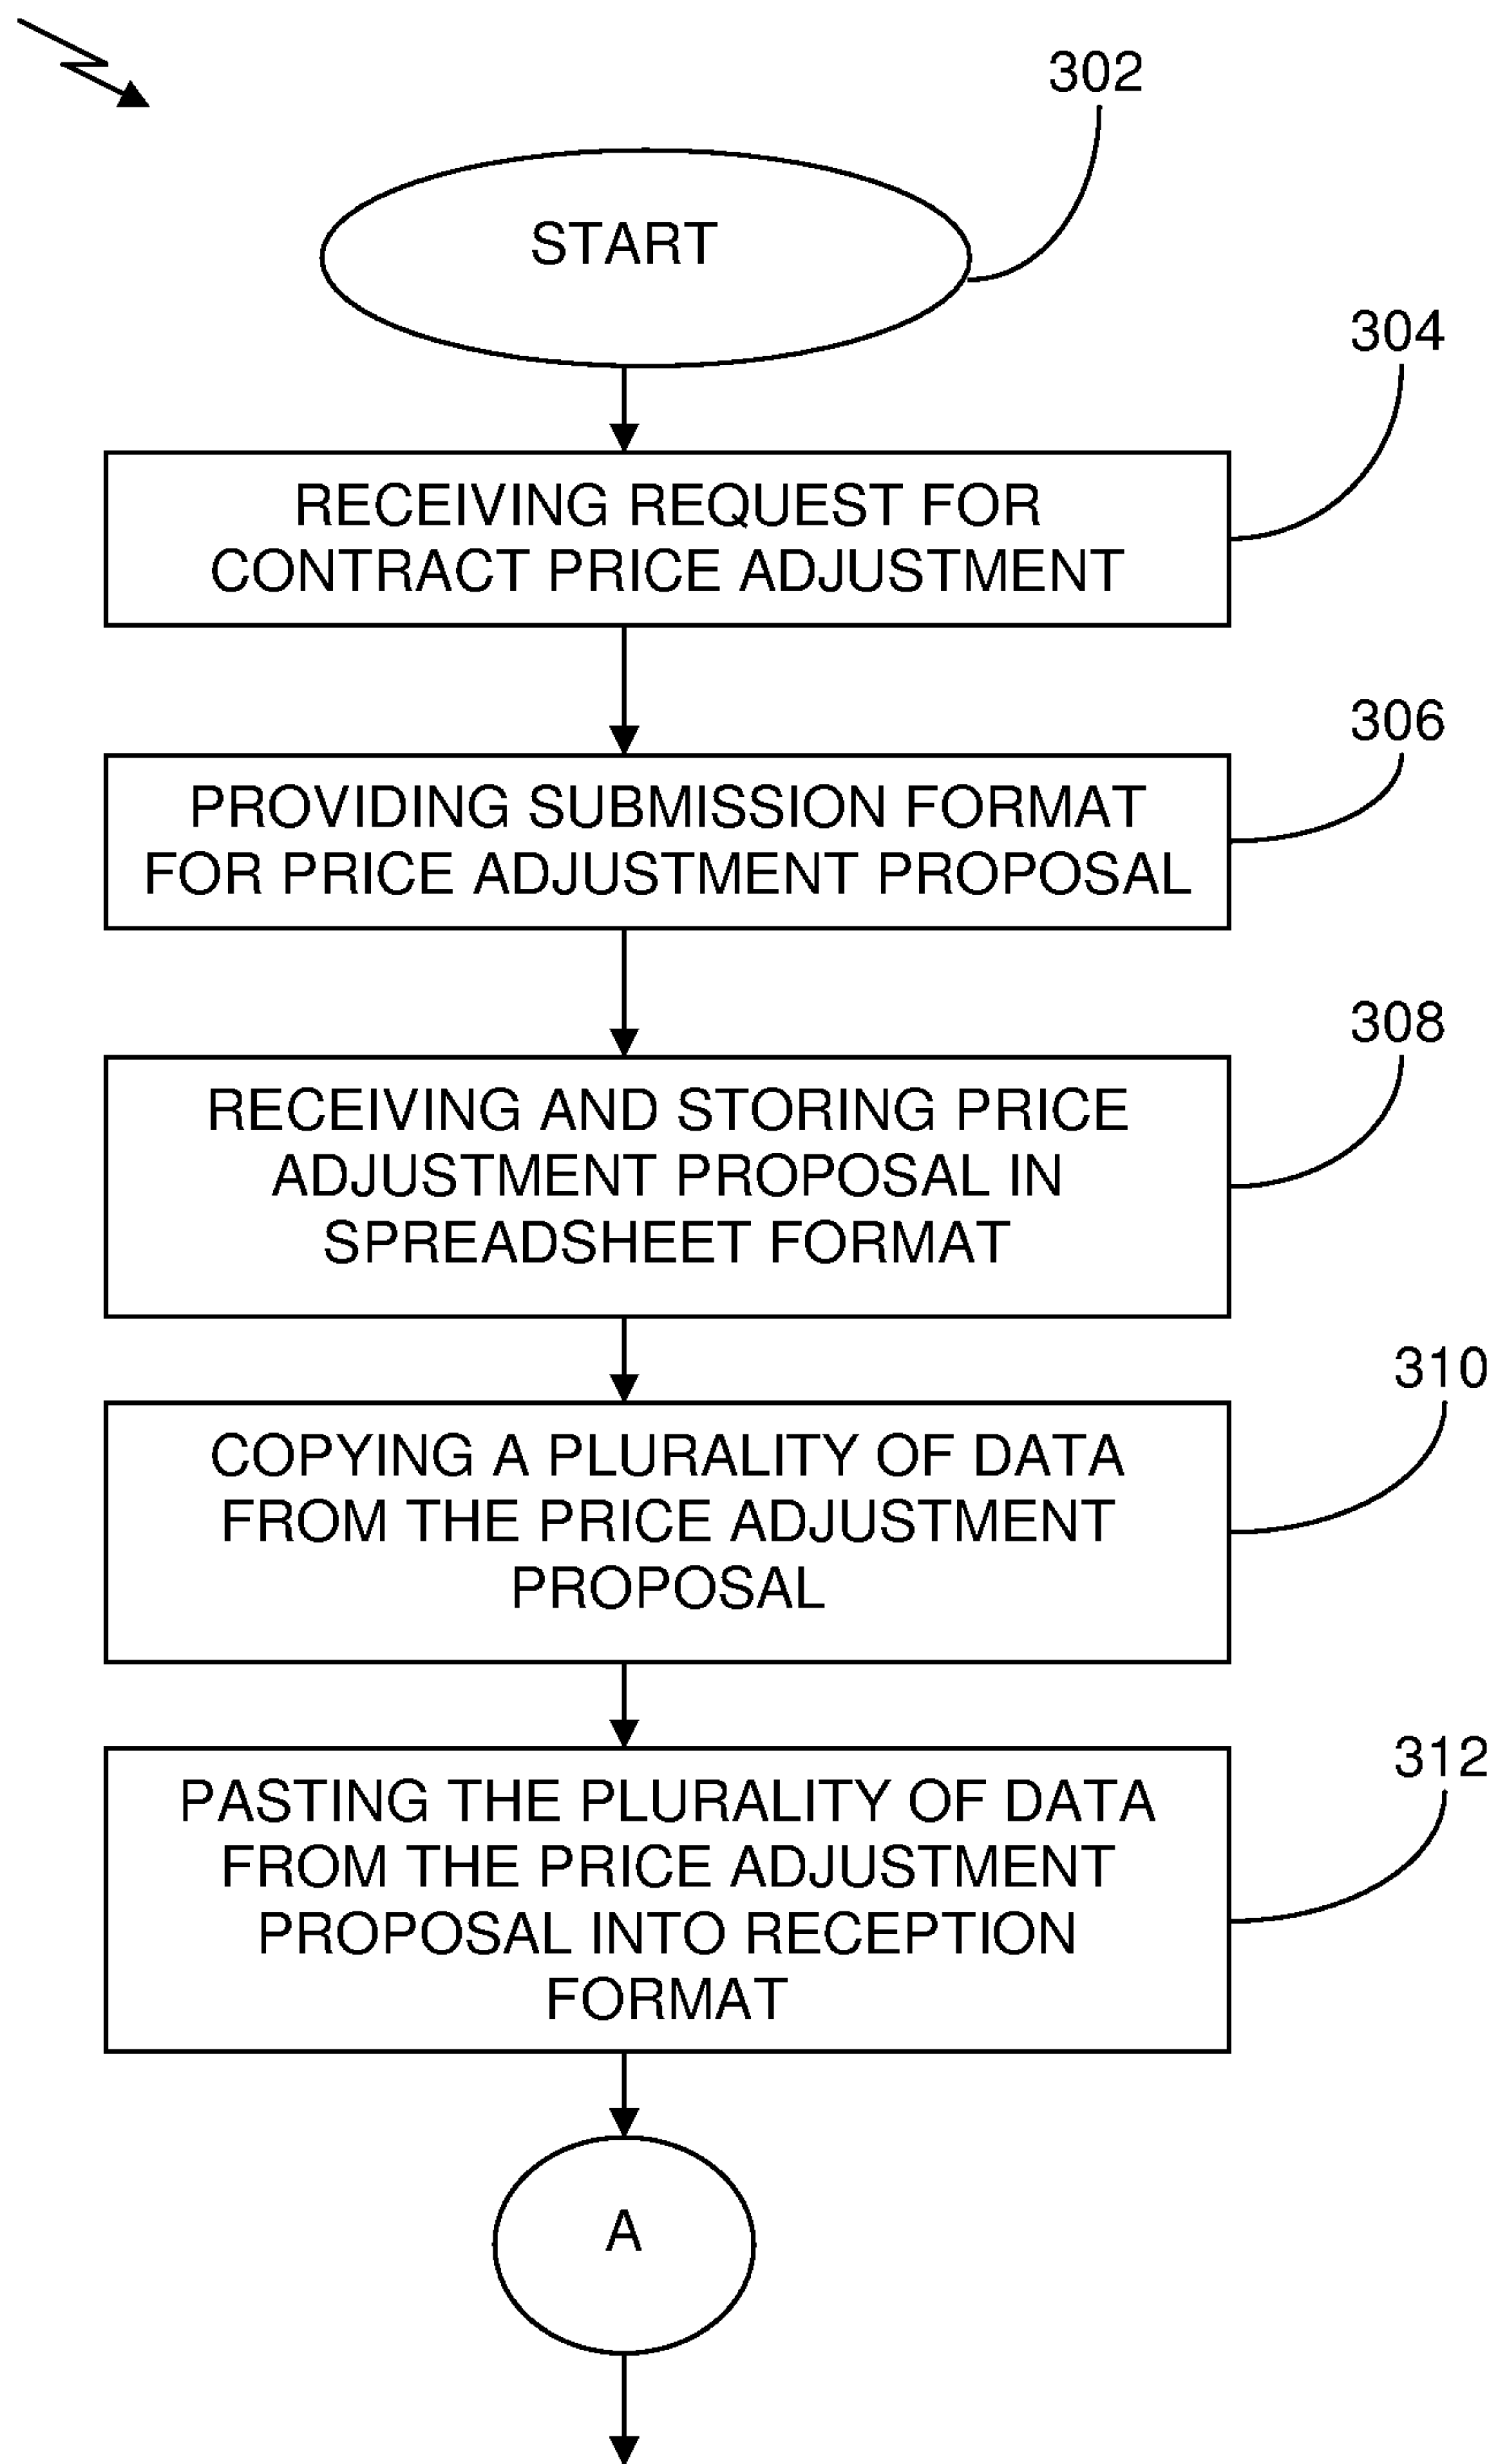 302
START
304
RECEIVING REQUEST FOR
CONTRACT PRICE ADJUSTMENT
306
PROVIDING SUBMISSION FORMAT
FOR PRICE ADJUSTMENT PROPOSAL
308
RECEIVING AND STORING PRICE
ADJUSTMENT PROPOSAL IN
SPREADSHEET FORMAT
310
COPYING A PLURALITY OF DATA
FROM THE PRICE ADJUSTMENT
PROPOSAL
312
PASTING THE PLURALITY OF DATA
FROM THE PRICE ADJUSTMENT
PROPOSAL INTO RECEPTION
FORMAT
A